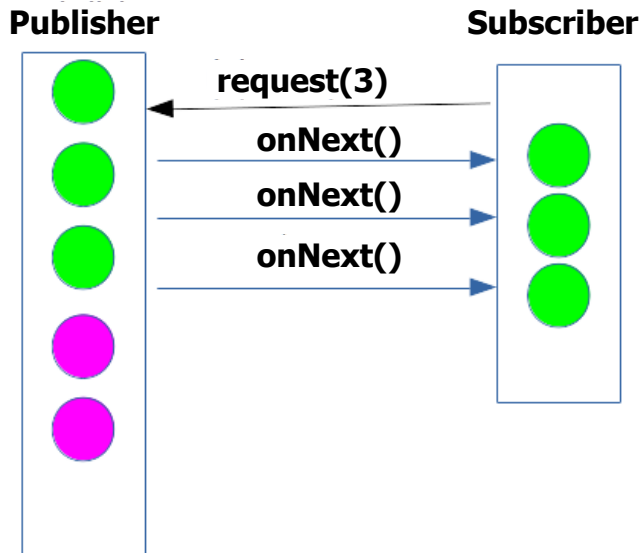 Publisher
Subscriber
request(3)
onNext()
onNext()
onNext()